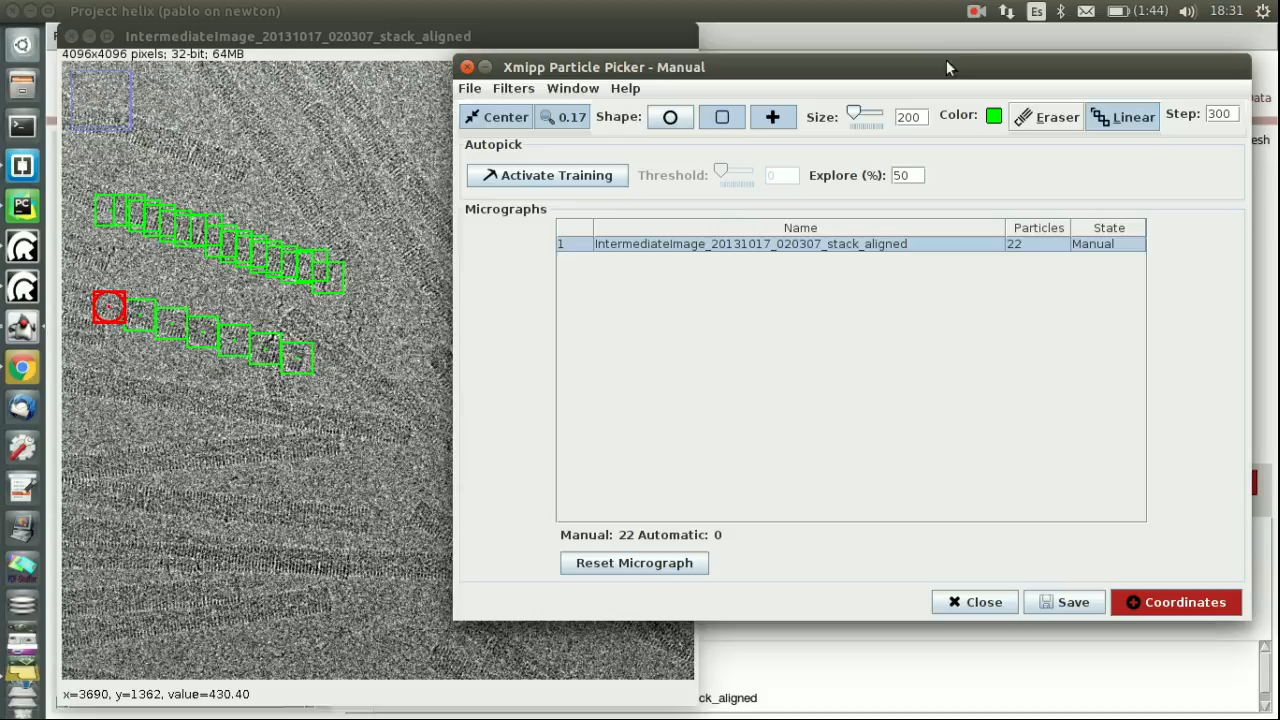 Project helix (pablo on newton)
Es
(1:44)
18:31
IntermediateImage_20131017_020307_stack_aligned
4096x4096 pixels; 32-bit; 64MB
Xmipp Particle Picker - Manual
File Filters Window Help
Center 0.17 Shape: Size: 200 Color: Eraser Linear Step: 300
Autopick
Activate Training Threshold: 0 Explore (%): 50
Micrographs
Name Particles State
1 IntermediateImage_20131017_020307_stack_aligned 22 Manual
Manual: 22 Automatic: 0
Reset Micrograph
Close Save Coordinates
x=3690, y=1362, value=430.40
ck_aligned
Data
esh
PC